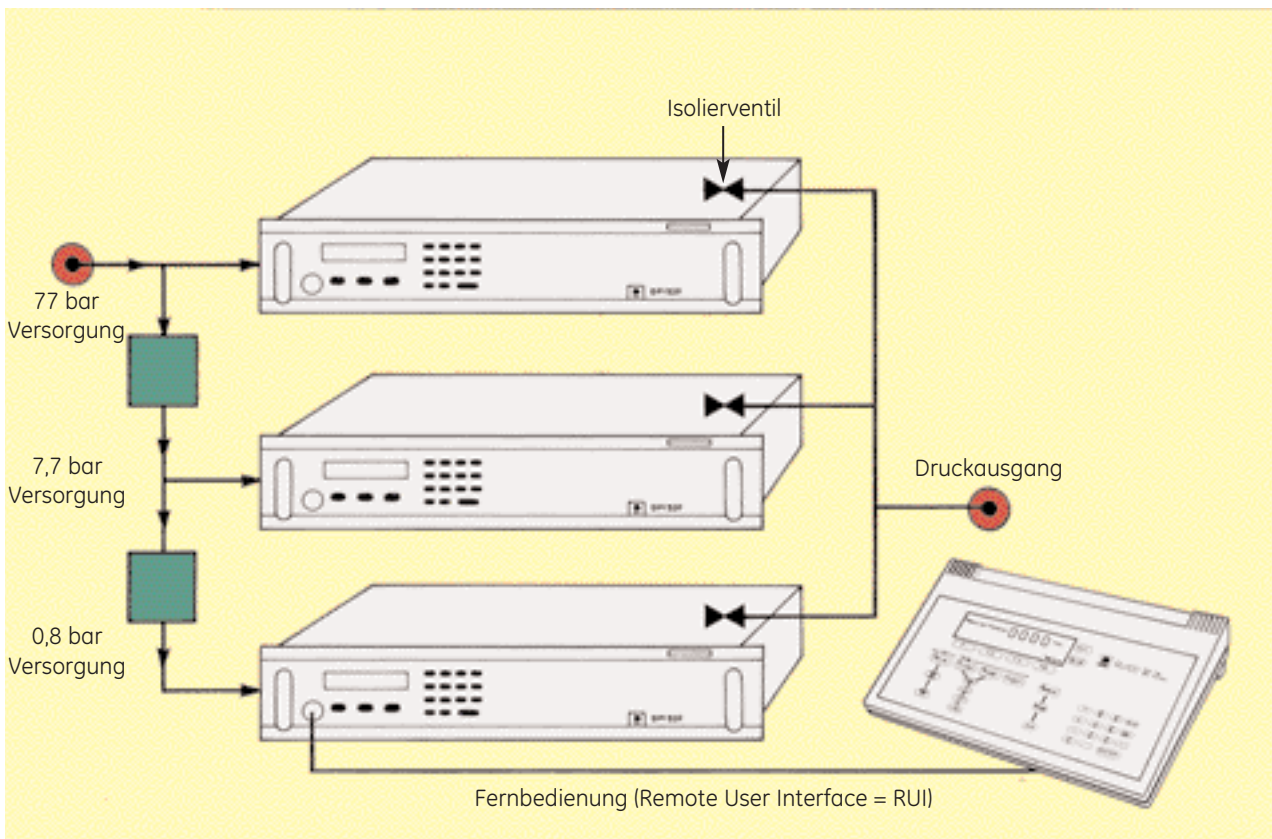 Isolierventil
77 bar
Versorgung
7,7 bar
Versorgung
Druckausgang
0,8 bar
Versorgung
Fernbedienung (Remote User Interface = RUI)